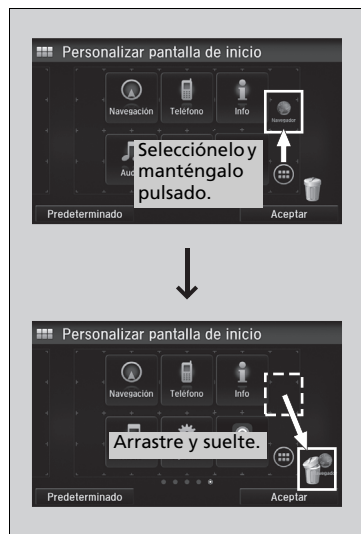 Personalizar pantalla de inicio
Navegación Teléfono Info
Navegador
Selecciónelo y
manténgalo
pulsado.
Predeterminado Aceptar
Personalizar pantalla de inicio
Navegación Teléfono Info
Arrastre y suelte.
Predeterminado Aceptar